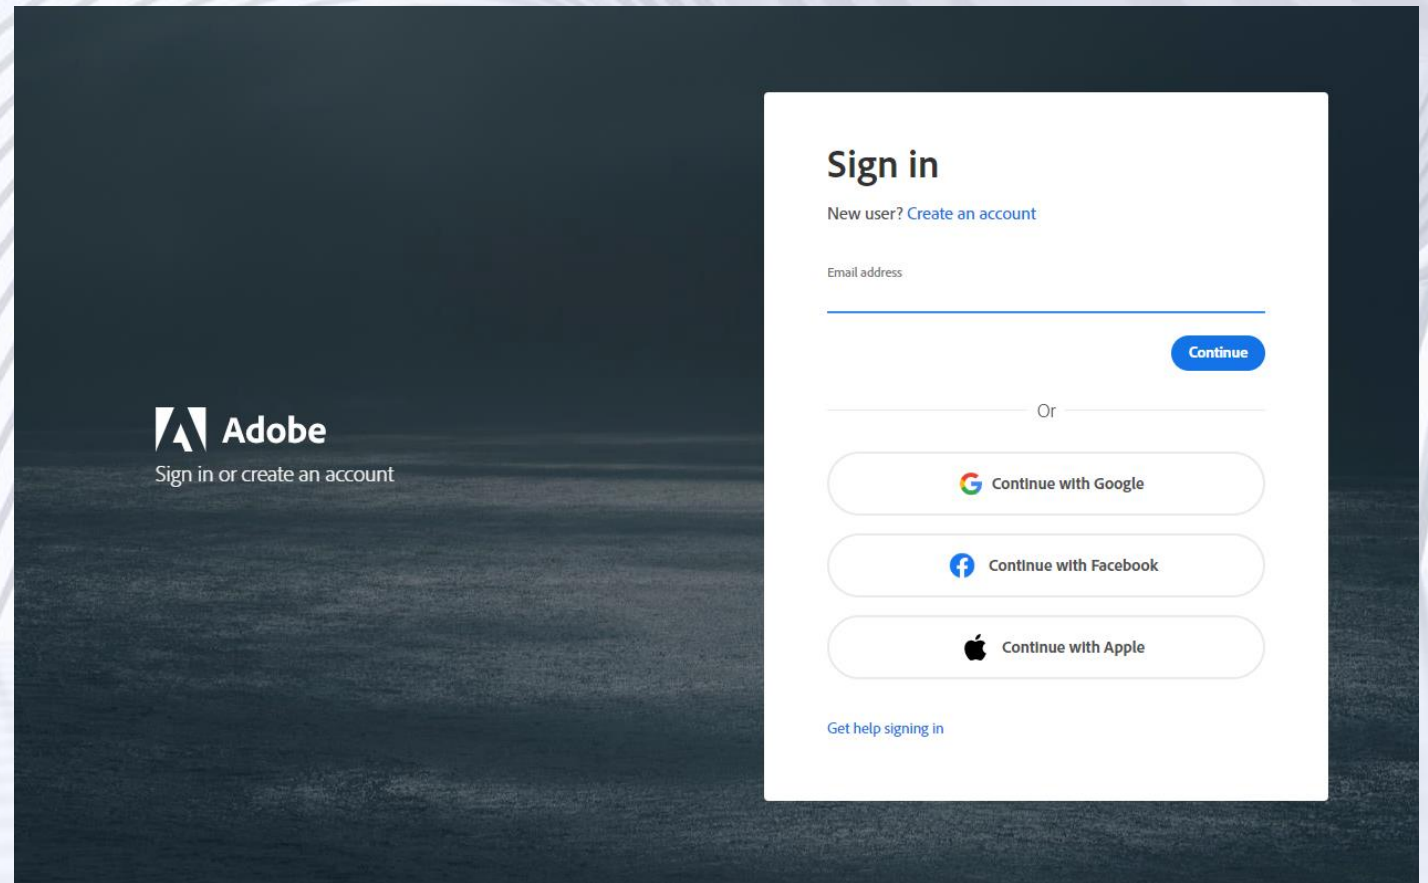 Adobe
Sign in or create an account
Sign in
New user? Create an account
Email address
Continue
Or
Continue with Google
Continue with Facebook
Continue with Apple
Get help signing in